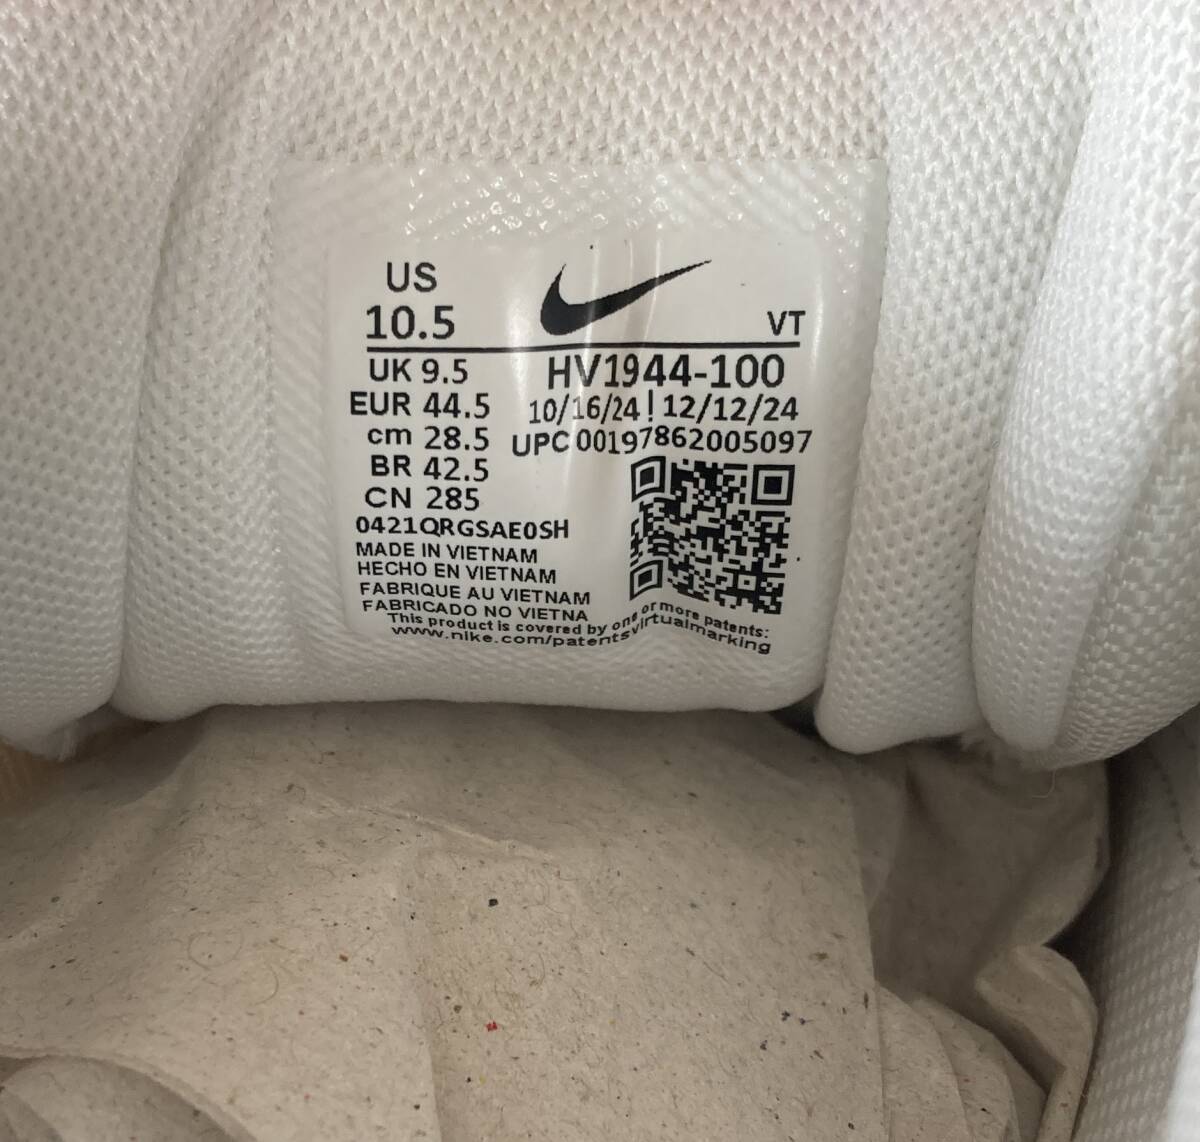 US
10.5
VT
UK 9.5
HV1944-100
EUR 44.5
10/16/24 | 12/12/24
cm 28.5
UPC 00197862005097
BR 42.5
CN 285
0421QRGSAE0SH
MADE IN VIETNAM
HECHO EN VIETNAM
FABRIQUE AU VIETNAM
FABRICADO NO VIETNA
This product is covered by one or more patents:
www.nike.com/patentsvirtualmarking